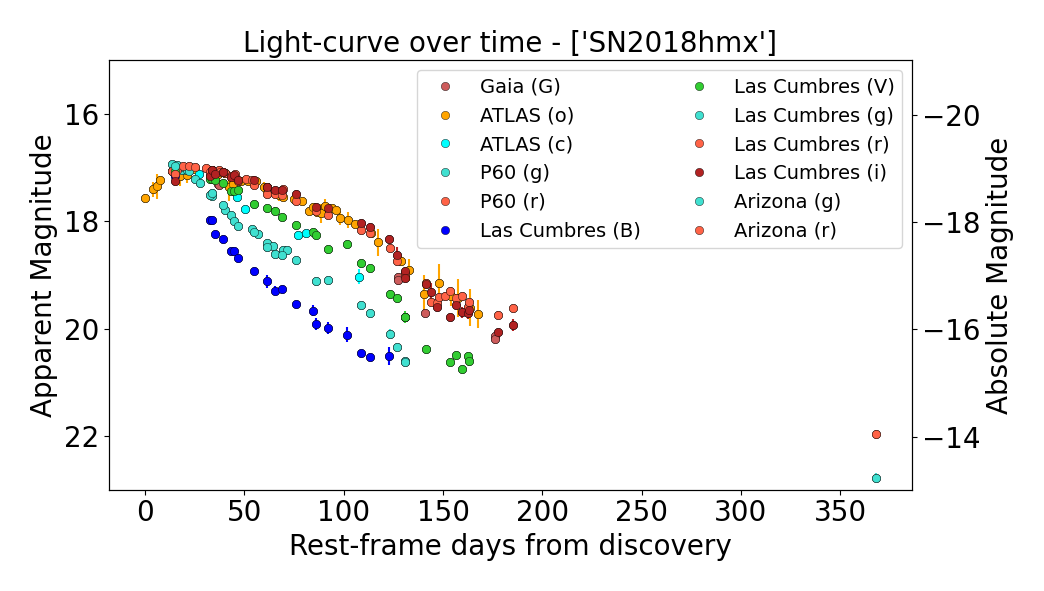 Light-curve over time - ['SN2018hmx']
Gaia (G)
ATLAS (o)
ATLAS (c)
P60 (g)
P60 (r)
Las Cumbres (B)
Las Cumbres (V)
Las Cumbres (g)
Las Cumbres (r)
Las Cumbres (i)
Arizona (g)
Arizona (r)
Apparent Magnitude
16
18
20
22
−20
−18
−16
−14
Absolute Magnitude
0 50 100 150 200 250 300 350
Rest-frame days from discovery